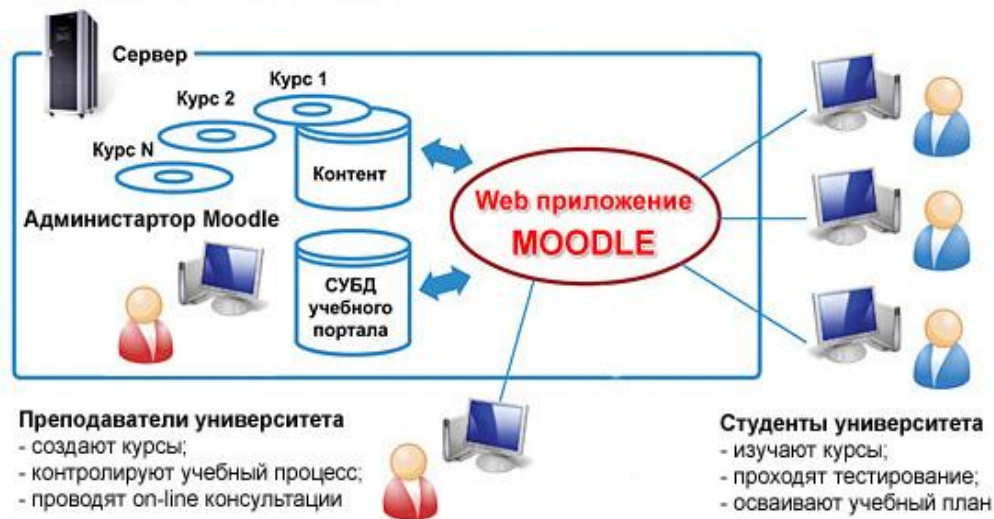 Сервер
Курс 1
Курс 2
Курс N
Контент
Администартор Moodle
Web приложение
MOODLE
СУБД
учебного
портала
Преподаватели университета
- создают курсы;
- контролируют учебный процесс;
- проводят on-line консультации
Студенты университета
- изучают курсы;
- проходят тестирование;
- осваивают учебный план